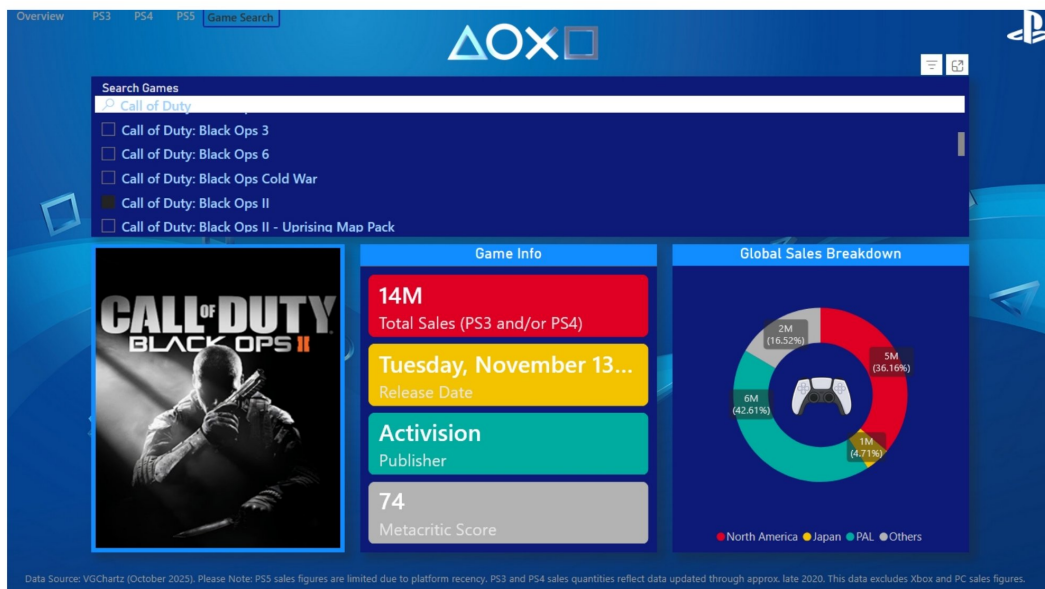 Overview PS3 PS4 PS5 Game Search
Search Games
Call of Duty
Call of Duty: Black Ops 3
Call of Duty: Black Ops 6
Call of Duty: Black Ops Cold War
Call of Duty: Black Ops II
Call of Duty: Black Ops II - Uprising Map Pack
CALL OF DUTY
BLACK OPS II
Game Info
14M
Total Sales (PS3 and/or PS4)
Tuesday, November 13...
Release Date
Activision
Publisher
74
Metacritic Score
Global Sales Breakdown
2M
(16.52%)
5M
(36.16%)
6M
(42.61%)
1M
(4.71%)
North America Japan PAL Others
Data Source: VGChartz (October 2025). Please Note: PS5 sales figures are limited due to platform recency. PS3 and PS4 sales quantities reflect data updated through approx. late 2020. This data excludes Xbox and PC sales figures.